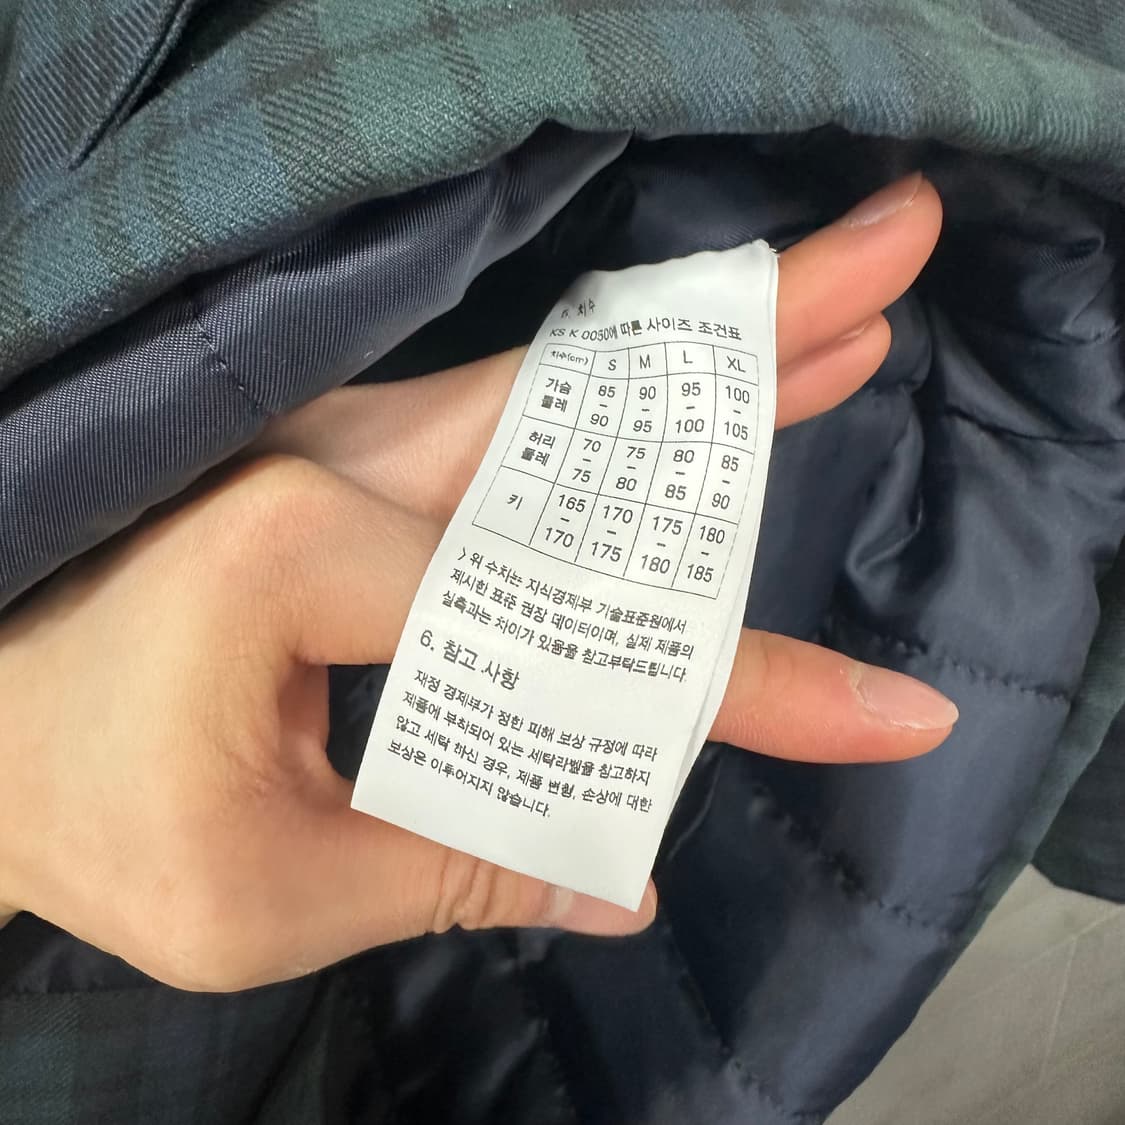 5. 치수
KS K 0050에 따른 사이즈 조건표
치수(cm) S M L XL
가슴 둘레 85 - 90 90 - 95 95 - 100 100 - 105
허리 둘레 70 - 75 75 - 80 80 - 85 85 - 90
키 165 - 170 170 - 175 175 - 180 180 - 185
> 위 수치는 지식경제부 기술표준원에서
제시한 표준 권장 데이터이며, 실제 제품의
실측과는 차이가 있음을 참고부탁드립니다.
6. 참고 사항
재정 경제부가 정한 피해 보상 규정에 따라
제품에 부착되어 있는 세탁라벨을 참고하지
않고 세탁 하신 경우, 제품 변형, 손상에 대한
보상은 이루어지지 않습니다.